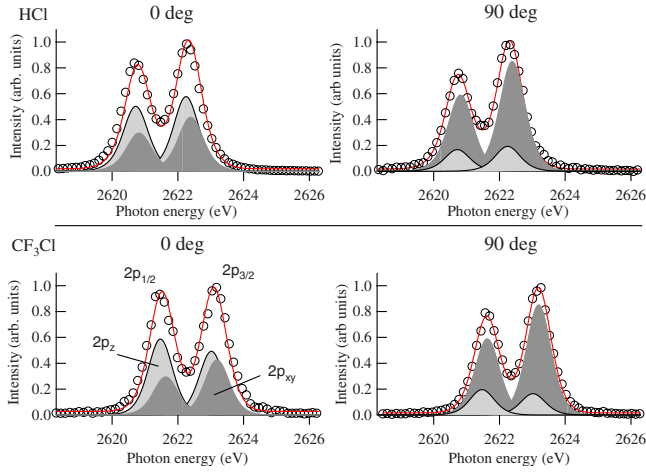 HCl
0 deg
90 deg
Intensity (arb. units)
1.0
0.8
0.6
0.4
0.2
0.0
2620
2622
2624
2626
Photon energy (eV)
Intensity (arb. units)
1.0
0.8
0.6
0.4
0.2
0.0
2620
2622
2624
2626
Photon energy (eV)
CF3Cl
0 deg
90 deg
Intensity (arb. units)
1.0
0.8
0.6
0.4
0.2
0.0
2p1/2
2p3/2
2pz
2pxy
2620
2622
2624
2626
Photon energy (eV)
Intensity (arb. units)
1.0
0.8
0.6
0.4
0.2
0.0
2620
2622
2624
2626
Photon energy (eV)